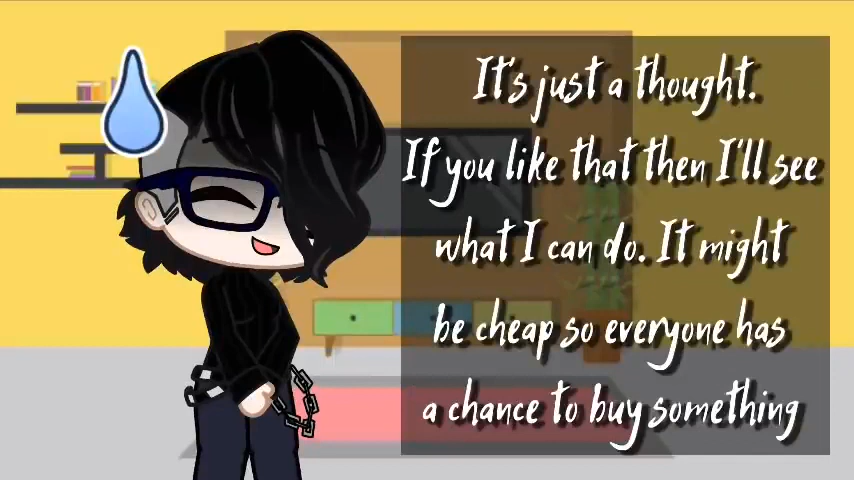 It's just a thought.
If you like that then I'll see
what I can do. It might
be cheap so everyone has
a chance to buy something